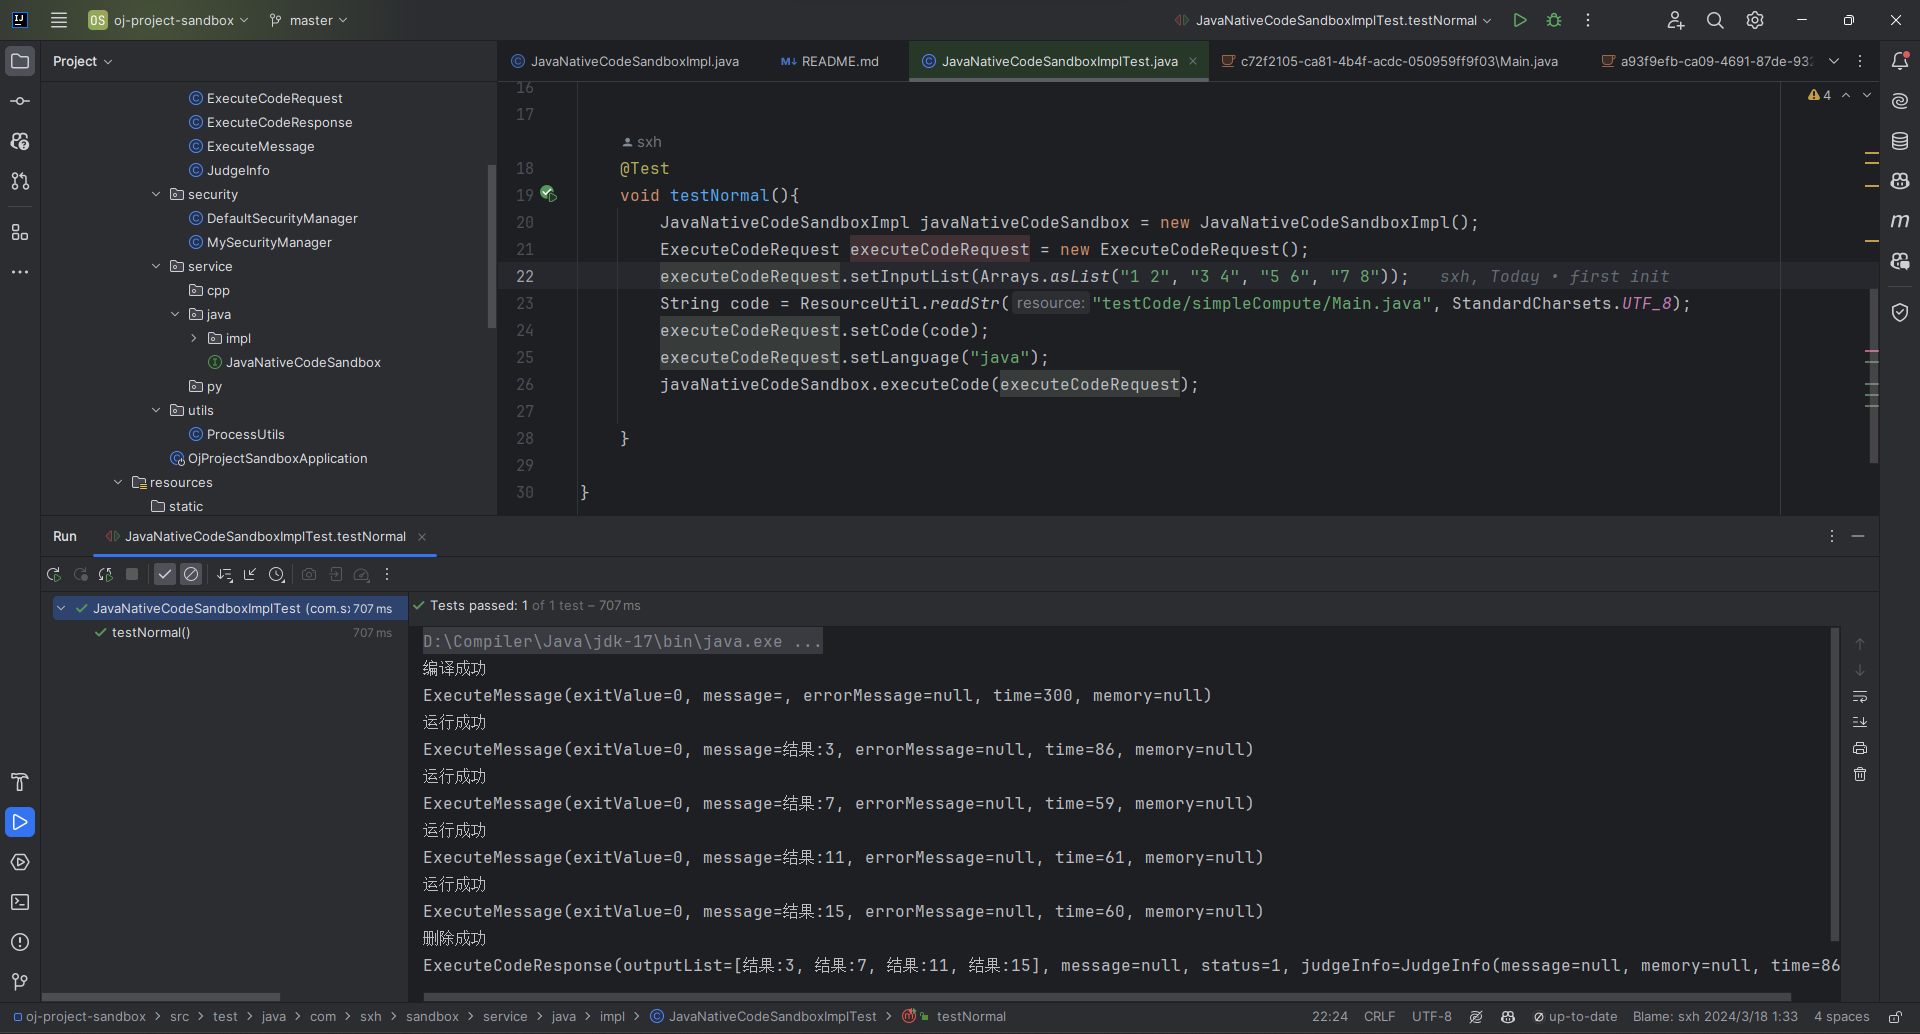 OS oj-project-sandbox master JavaNativeCodeSandboxImplTest.testNormal
Project
JavaNativeCodeSandboxImpl.java README.md JavaNativeCodeSandboxImplTest.java c72f2105-ca81-4b4f-acdc-050959ff9f03\Main.java a93f9efb-ca09-4691-87de-932
ExecuteCodeRequest
ExecuteCodeResponse
ExecuteMessage
JudgeInfo
security
DefaultSecurityManager
MySecurityManager
service
cpp
java
impl
JavaNativeCodeSandbox
py
utils
ProcessUtils
OjProjectSandboxApplication
resources
static
4
16
17
sxh
18 @Test
19 void testNormal(){
20 JavaNativeCodeSandboxImpl javaNativeCodeSandbox = new JavaNativeCodeSandboxImpl();
21 ExecuteCodeRequest executeCodeRequest = new ExecuteCodeRequest();
22 executeCodeRequest.setInputList(Arrays.asList("1 2", "3 4", "5 6", "7 8")); sxh, Today • first init
23 String code = ResourceUtil.readStr( resource: "testCode/simpleCompute/Main.java", StandardCharsets.UTF_8);
24 executeCodeRequest.setCode(code);
25 executeCodeRequest.setLanguage("java");
26 javaNativeCodeSandbox.executeCode(executeCodeRequest);
27
28 }
29
30 }
Run JavaNativeCodeSandboxImplTest.testNormal
JavaNativeCodeSandboxImplTest (com.s 707 ms
testNormal() 707 ms
Tests passed: 1 of 1 test – 707 ms
D:\Compiler\Java\jdk-17\bin\java.exe ...
编译成功
ExecuteMessage(exitValue=0, message=, errorMessage=null, time=300, memory=null)
运行成功
ExecuteMessage(exitValue=0, message=结果:3, errorMessage=null, time=86, memory=null)
运行成功
ExecuteMessage(exitValue=0, message=结果:7, errorMessage=null, time=59, memory=null)
运行成功
ExecuteMessage(exitValue=0, message=结果:11, errorMessage=null, time=61, memory=null)
运行成功
ExecuteMessage(exitValue=0, message=结果:15, errorMessage=null, time=60, memory=null)
删除成功
ExecuteCodeResponse(outputList=[结果:3, 结果:7, 结果:11, 结果:15], message=null, status=1, judgeInfo=JudgeInfo(message=null, memory=null, time=86
oj-project-sandbox > src > test > java > com > sxh > sandbox > service > java > impl > JavaNativeCodeSandboxImplTest > testNormal 22:24 CRLF UTF-8 up-to-date Blame: sxh 2024/3/18 1:33 4 spaces